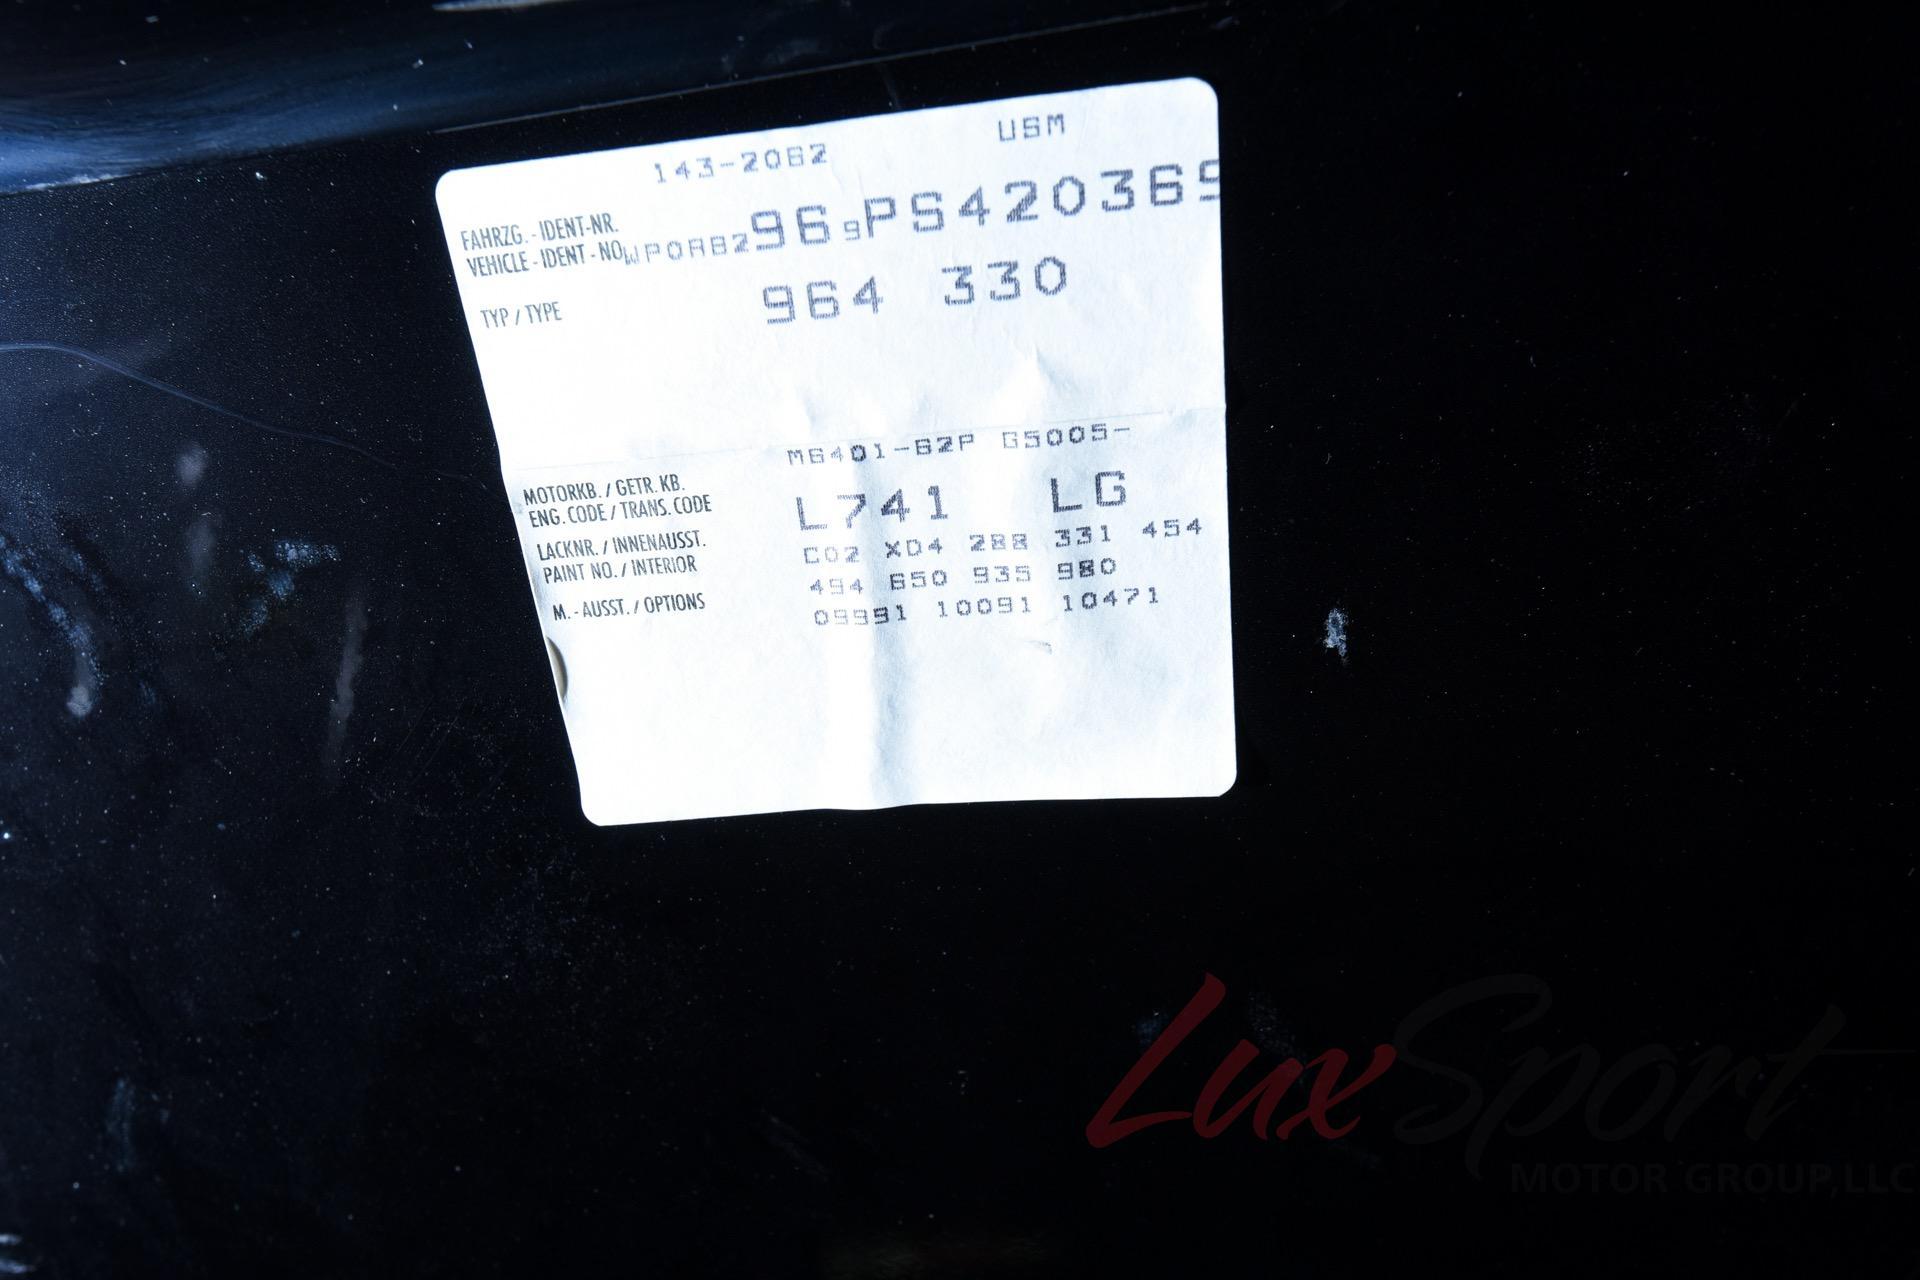 USM
143-2082
FAHRZG.-IDENT-NR.
VEHICLE-IDENT-NO. WP0AB296 9PS420369
TYP / TYPE 964 330
M6401-62P G5005-
MOTORKB. / GETR. KB.
ENG. CODE / TRANS. CODE L741 LG
LACKNR. / INNENAUSST. C02 XD4 288 331 454
PAINT NO. / INTERIOR 494 650 935 980
M.-AUSST. / OPTIONS 09991 10091 10471
LuxSport
MOTOR GROUP, LLC